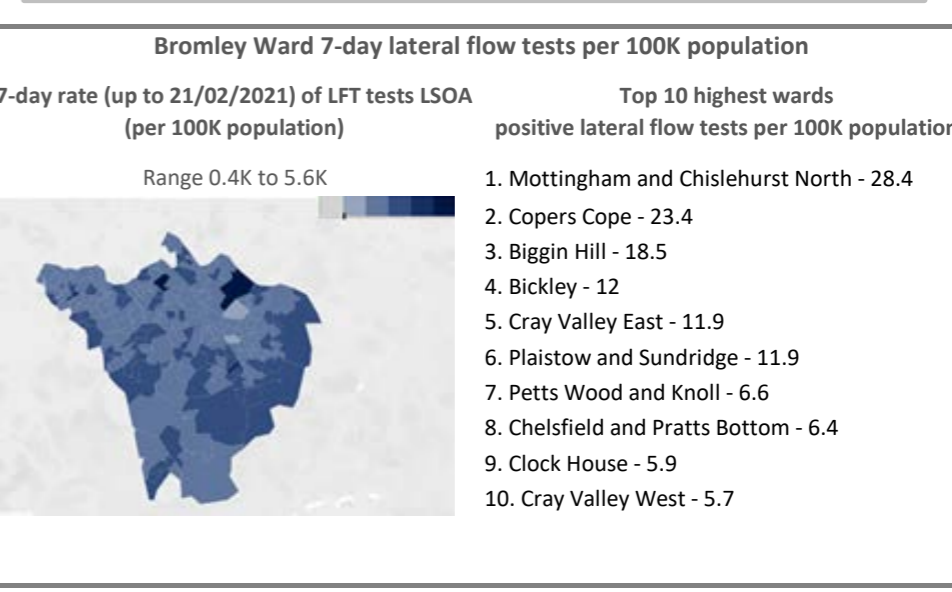 Bromley Ward 7-day lateral flow tests per 100K population
7-day rate (up to 21/02/2021) of LFT tests LSOA
(per 100K population)
Range 0.4K to 5.6K
Top 10 highest wards
positive lateral flow tests per 100K population
1. Mottingham and Chislehurst North - 28.4
2. Copers Cope - 23.4
3. Biggin Hill - 18.5
4. Bickley - 12
5. Cray Valley East - 11.9
6. Plaistow and Sundridge - 11.9
7. Petts Wood and Knoll - 6.6
8. Chelsfield and Pratts Bottom - 6.4
9. Clock House - 5.9
10. Cray Valley West - 5.7